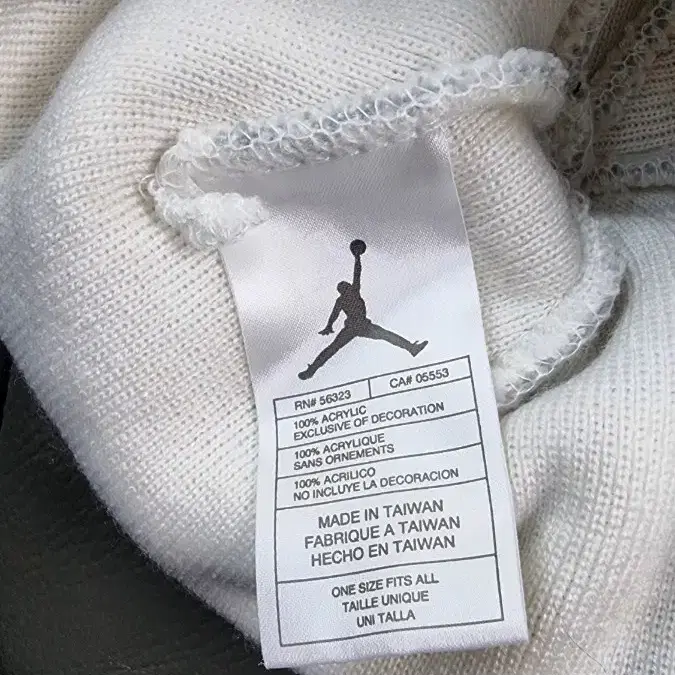 RN# 56323 CA# 05553
100% ACRYLIC
EXCLUSIVE OF DECORATION
100% ACRYLIQUE
SANS ORNEMENTS
100% ACRILICO
NO INCLUYE LA DECORACION
MADE IN TAIWAN
FABRIQUE A TAIWAN
HECHO EN TAIWAN
ONE SIZE FITS ALL
TAILLE UNIQUE
UNI TALLA